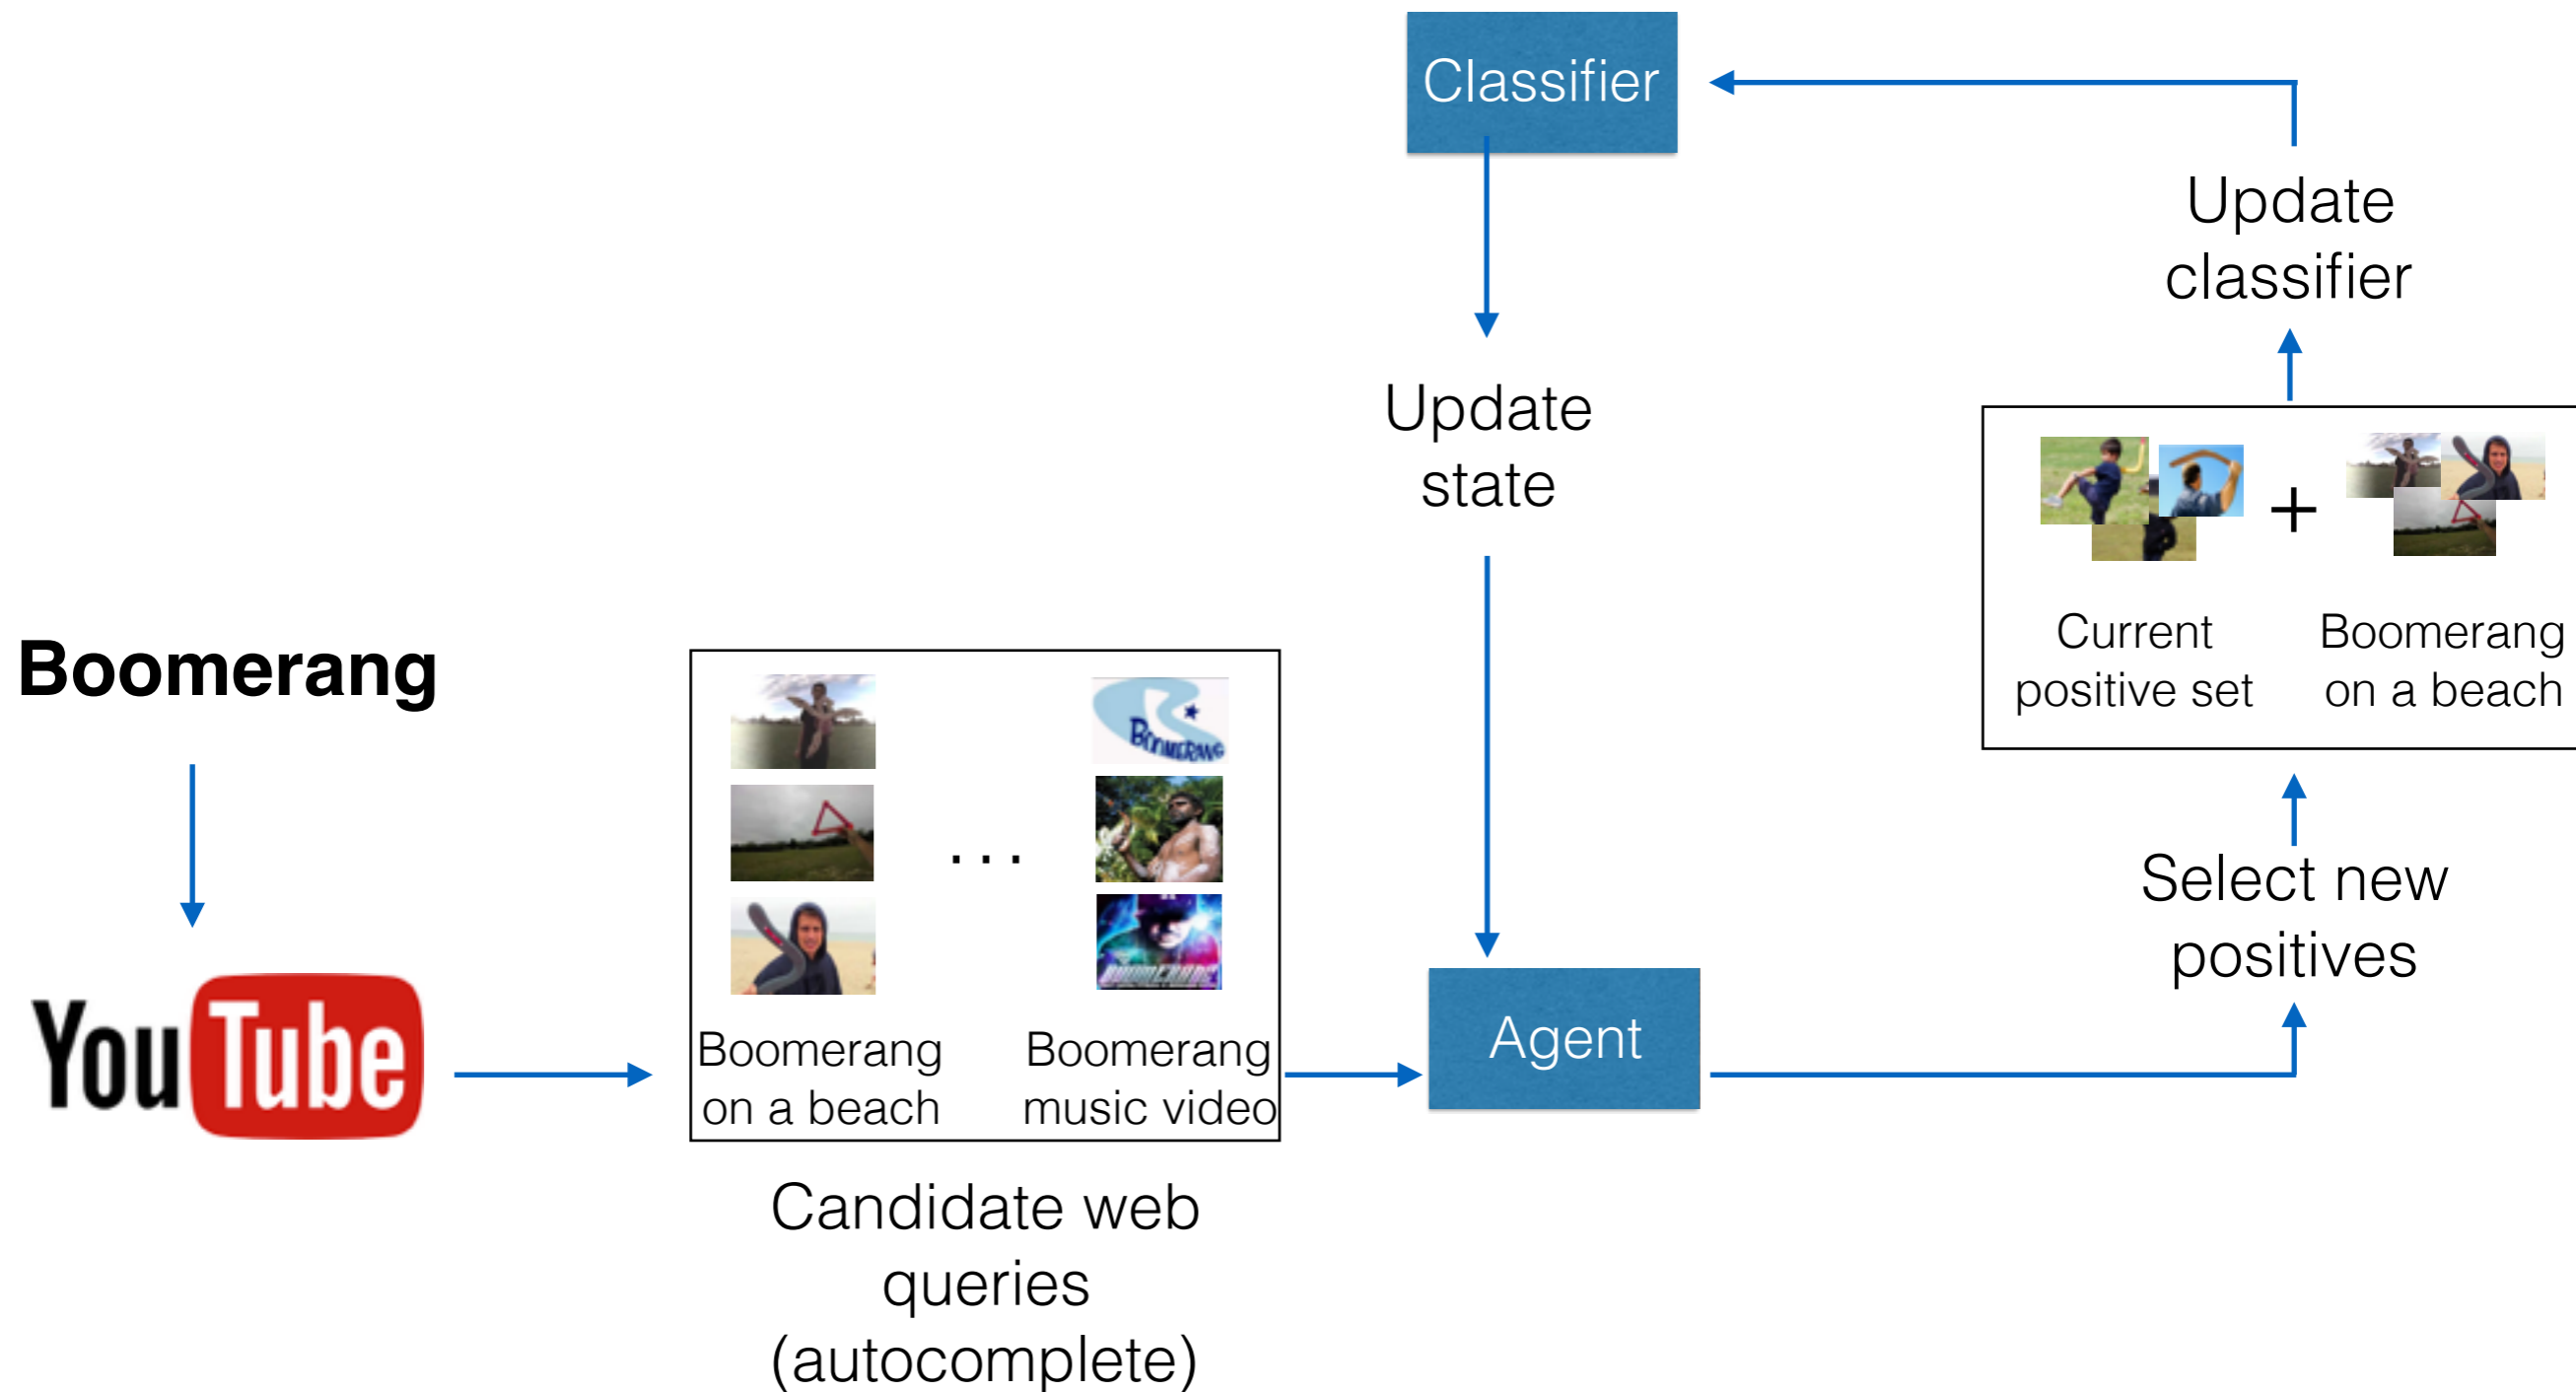 Classifier
Update
classifier
Update
state
+
Current
positive set
Boomerang
on a beach
Boomerang
YouTube
BOOMERANG
. . .
Boomerang
on a beach
Boomerang
music video
Candidate web
queries
(autocomplete)
Agent
Select new
positives